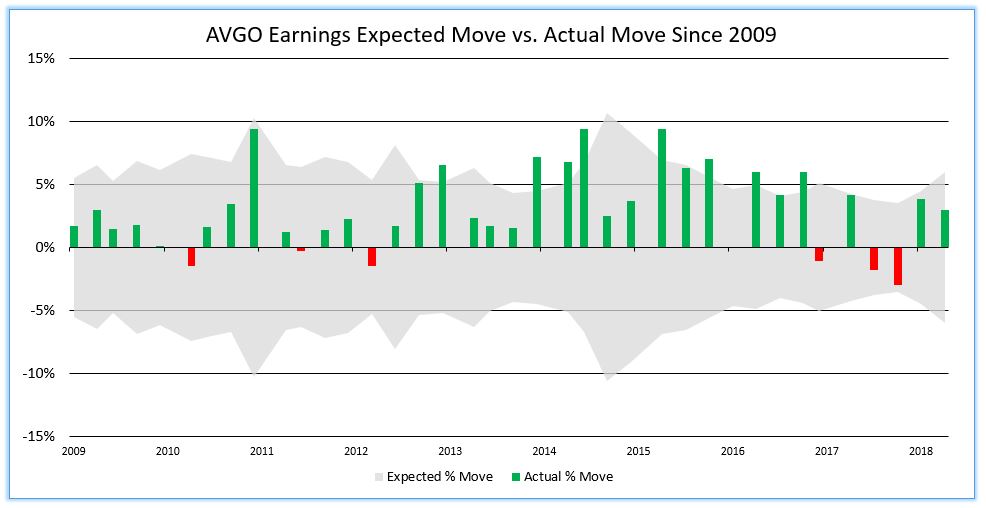 AVGO Earnings Expected Move vs. Actual Move Since 2009
15%
10%
5%
0%
-5%
-10%
-15%
2009 2010 2011 2012 2013 2014 2015 2016 2017 2018
Expected % Move Actual % Move